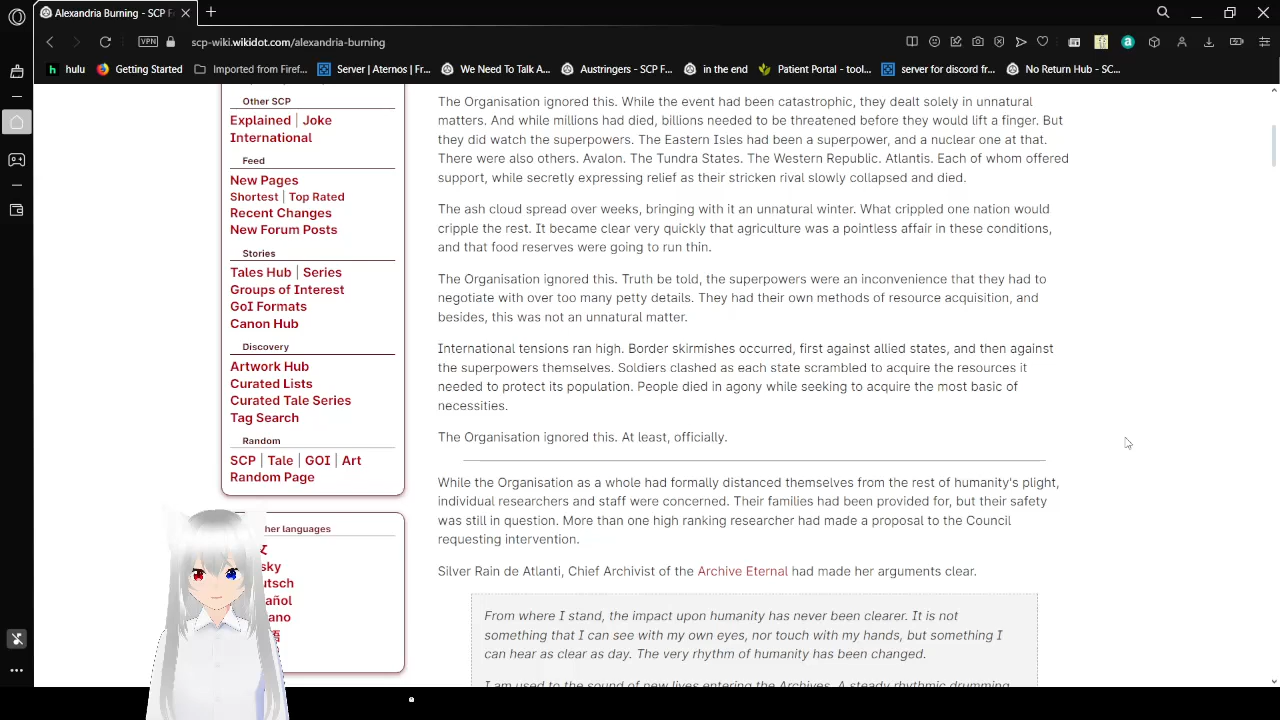 Alexandria Burning - SCP F
VPN
scp-wiki.wikidot.com/alexandria-burning
hulu
Getting Started
Imported from Firef...
Server | Aternos | Fr...
We Need To Talk A...
Austringers - SCP F...
in the end
Patient Portal - tool...
server for discord fr...
No Return Hub - SC...
Other SCP
Explained | Joke
International
Feed
New Pages
Shortest | Top Rated
Recent Changes
New Forum Posts
Stories
Tales Hub | Series
Groups of Interest
GoI Formats
Canon Hub
Discovery
Artwork Hub
Curated Lists
Curated Tale Series
Tag Search
Random
SCP | Tale | GOI | Art
Random Page
her languages
文
sky
utsch
añol
ano
語
The Organisation ignored this. While the event had been catastrophic, they dealt solely in unnatural
matters. And while millions had died, billions needed to be threatened before they would lift a finger. But
they did watch the superpowers. The Eastern Isles had been a superpower, and a nuclear one at that.
There were also others. Avalon. The Tundra States. The Western Republic. Atlantis. Each of whom offered
support, while secretly expressing relief as their stricken rival slowly collapsed and died.
The ash cloud spread over weeks, bringing with it an unnatural winter. What crippled one nation would
cripple the rest. It became clear very quickly that agriculture was a pointless affair in these conditions,
and that food reserves were going to run thin.
The Organisation ignored this. Truth be told, the superpowers were an inconvenience that they had to
negotiate with over too many petty details. They had their own methods of resource acquisition, and
besides, this was not an unnatural matter.
International tensions ran high. Border skirmishes occurred, first against allied states, and then against
the superpowers themselves. Soldiers clashed as each state scrambled to acquire the resources it
needed to protect its population. People died in agony while seeking to acquire the most basic of
necessities.
The Organisation ignored this. At least, officially.
While the Organisation as a whole had formally distanced themselves from the rest of humanity's plight,
individual researchers and staff were concerned. Their families had been provided for, but their safety
was still in question. More than one high ranking researcher had made a proposal to the Council
requesting intervention.
Silver Rain de Atlanti, Chief Archivist of the Archive Eternal had made her arguments clear.
From where I stand, the impact upon humanity has never been clearer. It is not
something that I can see with my own eyes, nor touch with my hands, but something I
can hear as clear as day. The very rhythm of humanity has been changed.
I am used to the sound of new lives entering the Archives. A steady rhythmic drumming